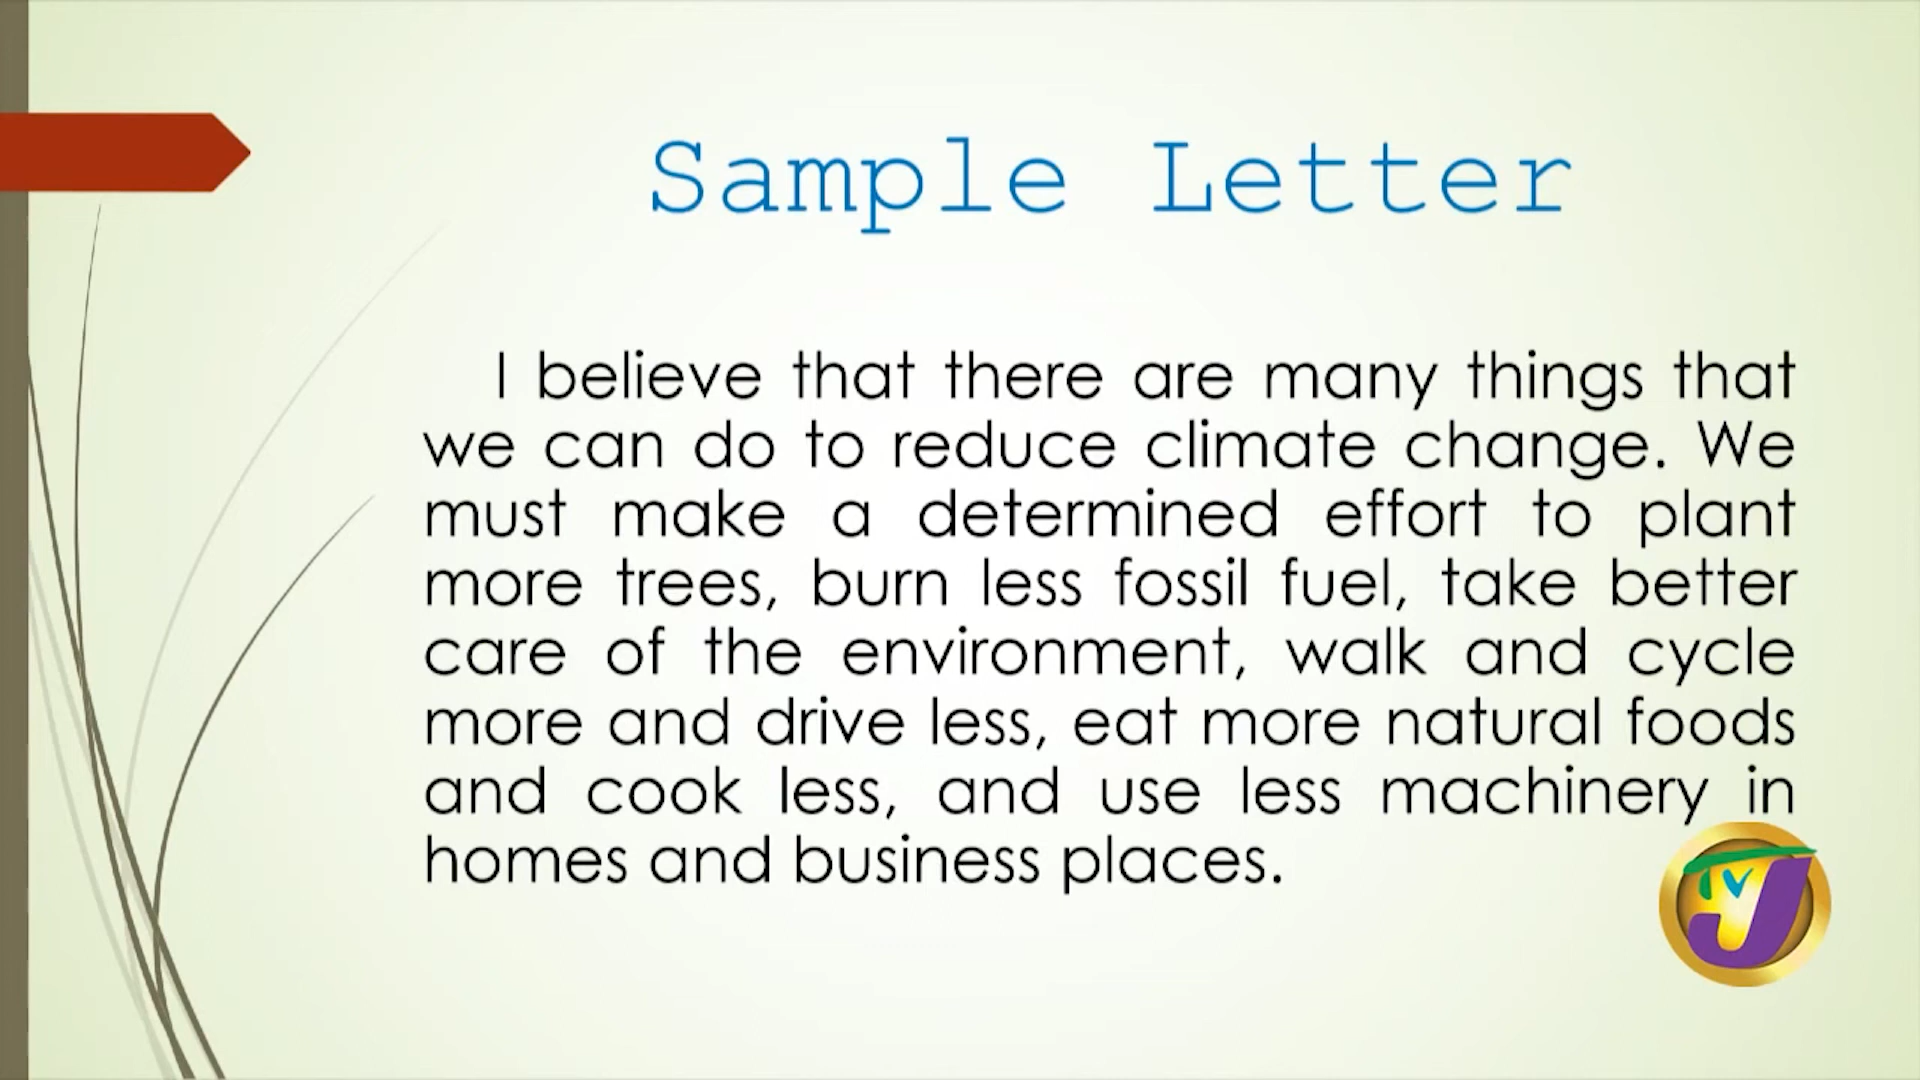 Sample Letter
I believe that there are many things that
we can do to reduce climate change. We
must make a determined effort to plant
more trees, burn less fossil fuel, take better
care of the environment, walk and cycle
more and drive less, eat more natural foods
and cook less, and use less machinery in
homes and business places.
TVJ